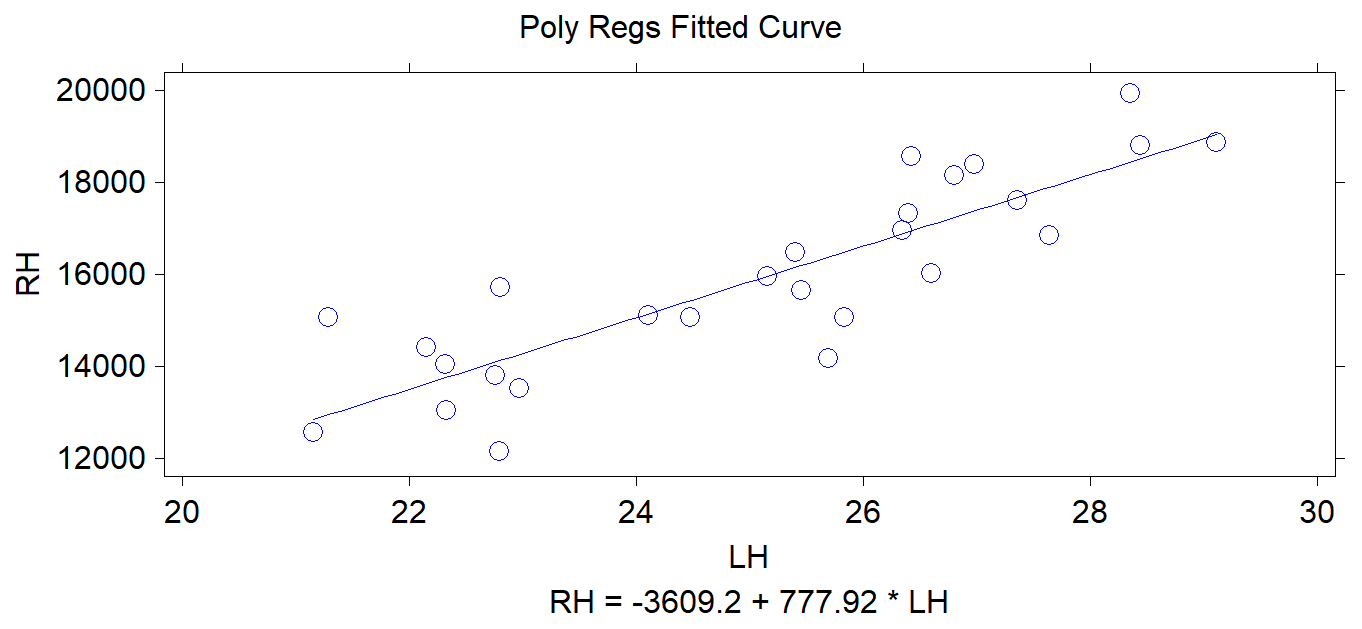 Poly Regs Fitted Curve
20000
18000
16000
14000
12000
RH
20 22 24 26 28 30
LH
RH = -3609.2 + 777.92 * LH